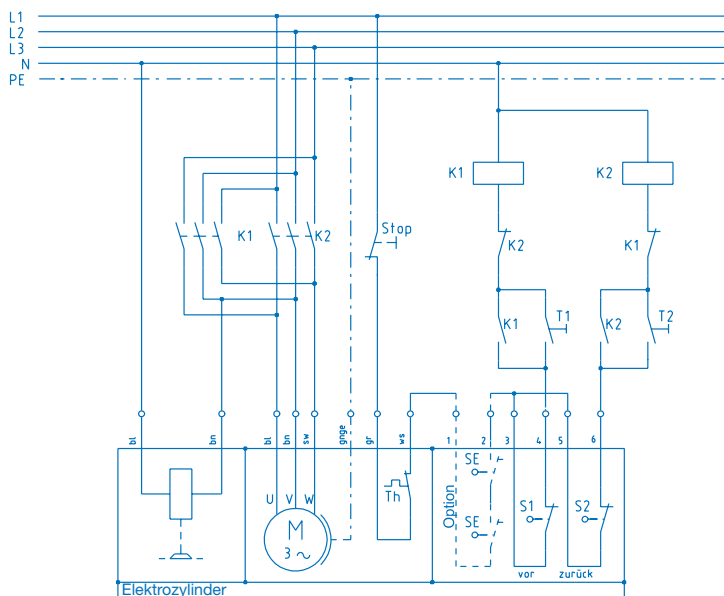 L1
L2
L3
N
PE
K1
K2
K1
K2
Stop
K2
K1
K1
T1
K2
T2
bl
bn
bl
bn
sw
gnge
gr
ws
1
2
3
4
5
6
U
V
W
M
3 ~
Th
Option
SE
SE
S1
S2
vor
zurück
Elektrozylinder